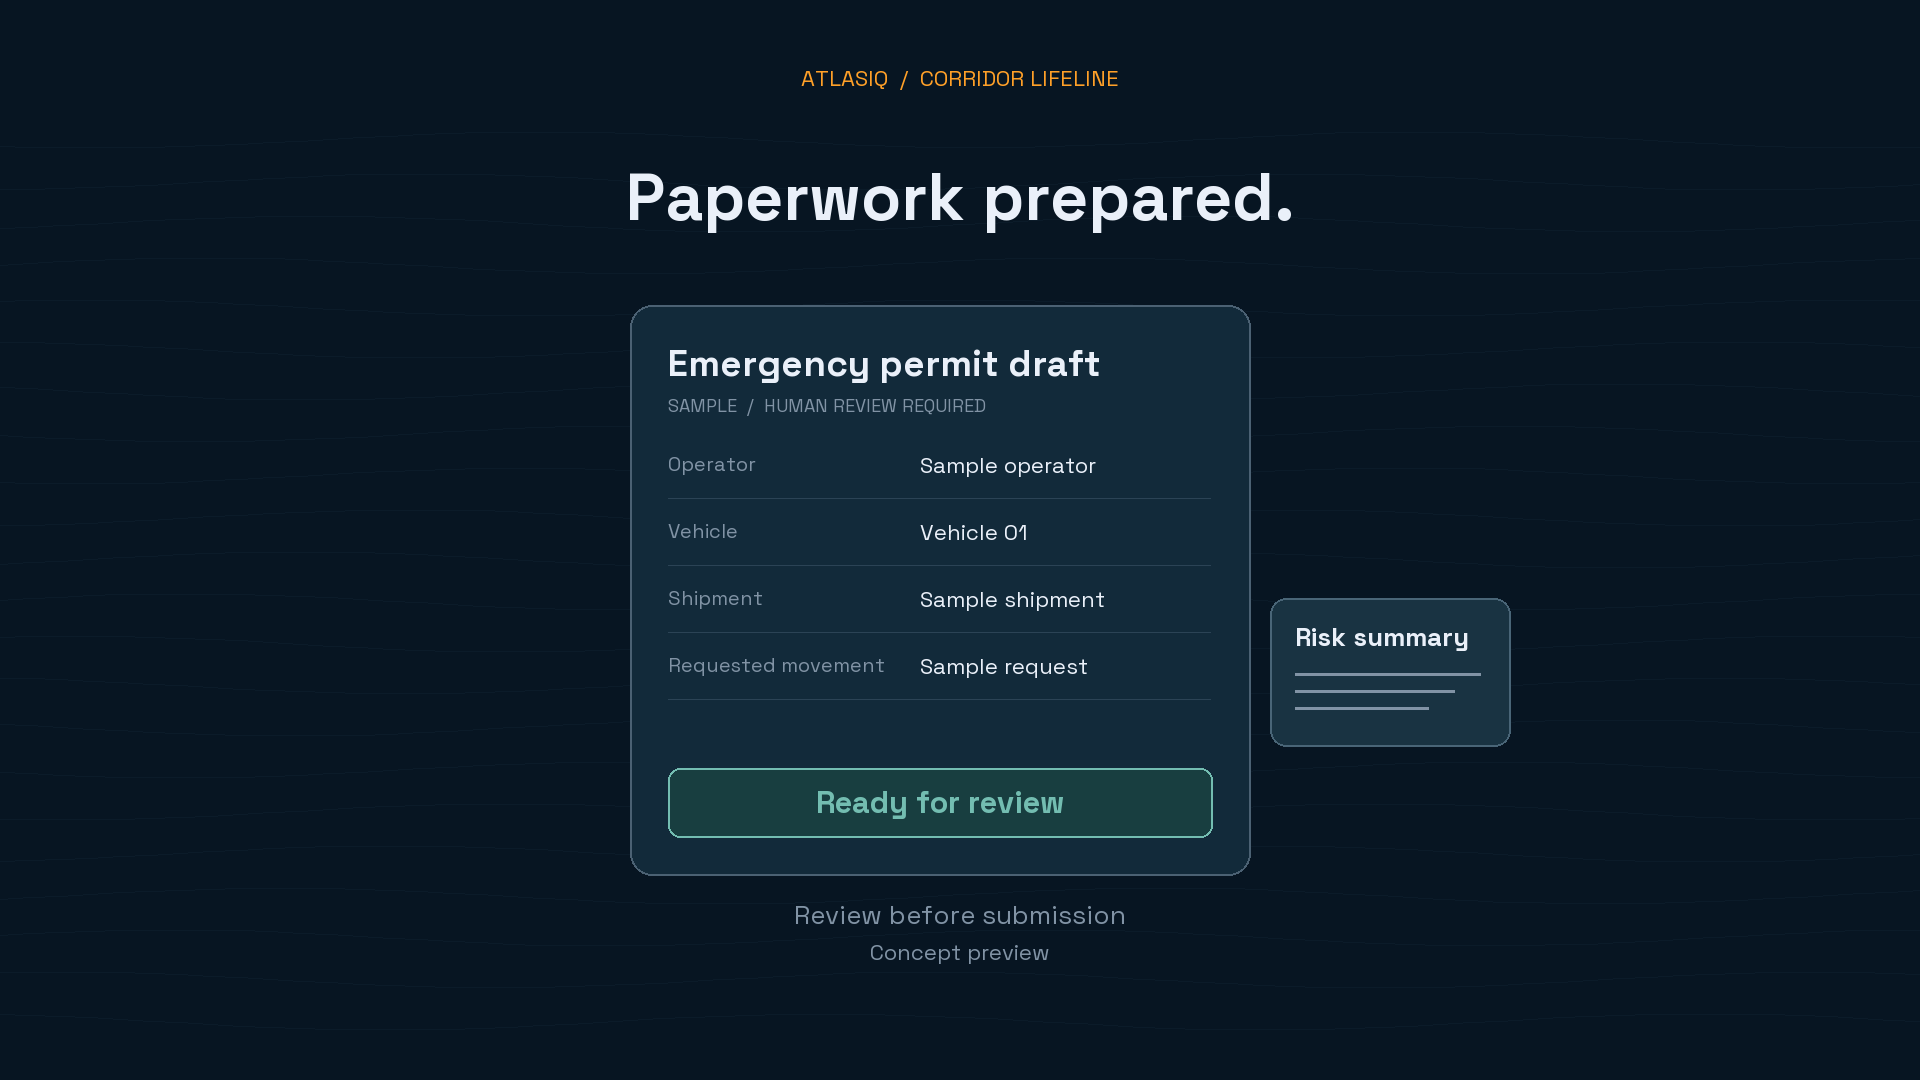 ATLASIQ / CORRIDOR LIFELINE
Paperwork prepared.
Emergency permit draft
SAMPLE / HUMAN REVIEW REQUIRED
Operator Sample operator
Vehicle Vehicle 01
Shipment Sample shipment
Requested movement Sample request
Ready for review
Risk summary
Review before submission
Concept preview